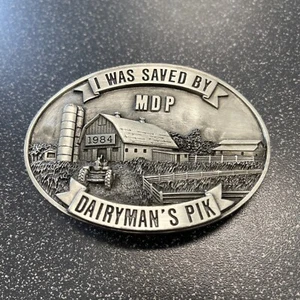 I WAS SAVED BY
MDP
1984
DAIRYMAN'S PIK